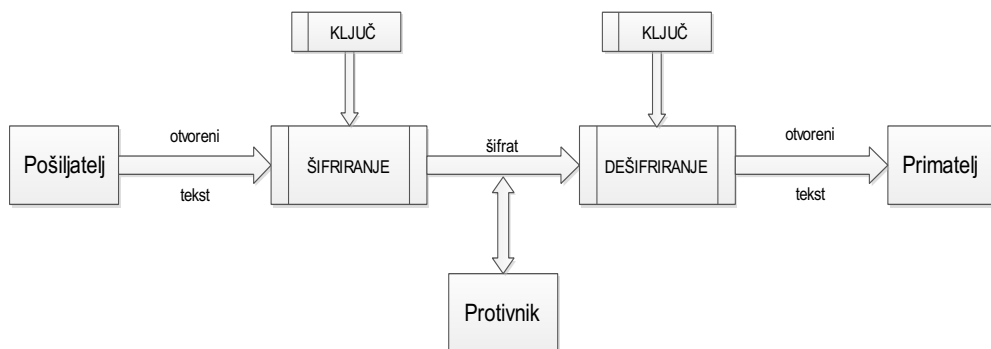 KLJUČ
KLJUČ
Pošiljatelj
otvoreni
tekst
ŠIFRIRANJE
šifrat
DEŠIFRIRANJE
otvoreni
tekst
Primatelj
Protivnik